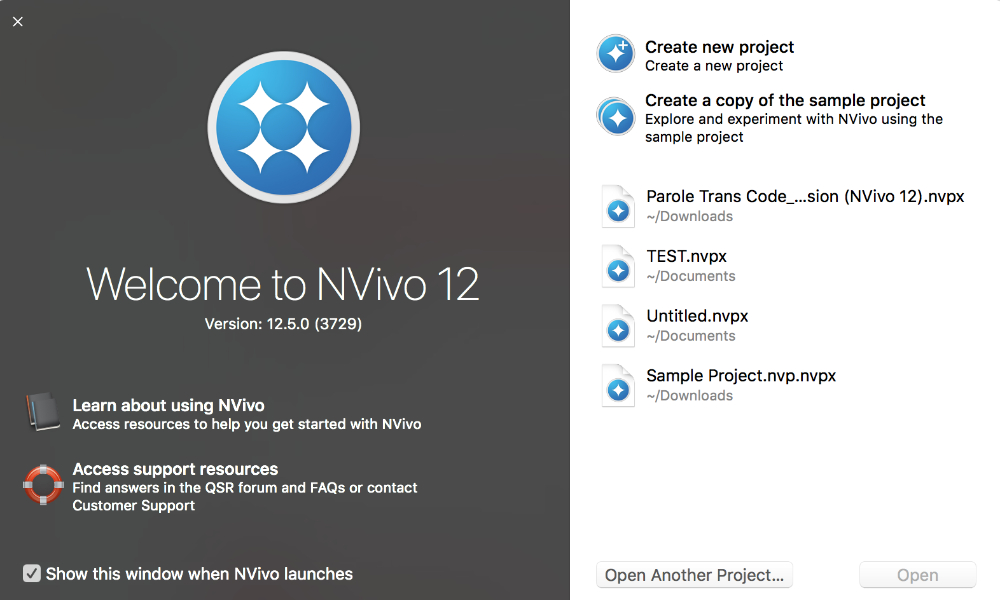 Welcome to NVivo 12
Version: 12.5.0 (3729)
Learn about using NVivo
Access resources to help you get started with NVivo
Access support resources
Find answers in the QSR forum and FAQs or contact
Customer Support
Show this window when NVivo launches
Create new project
Create a new project
Create a copy of the sample project
Explore and experiment with NVivo using the
sample project
Parole Trans Code_...sion (NVivo 12).nvpx
~/Downloads
TEST.nvpx
~/Documents
Untitled.nvpx
~/Documents
Sample Project.nvp.nvpx
~/Downloads
Open Another Project...
Open